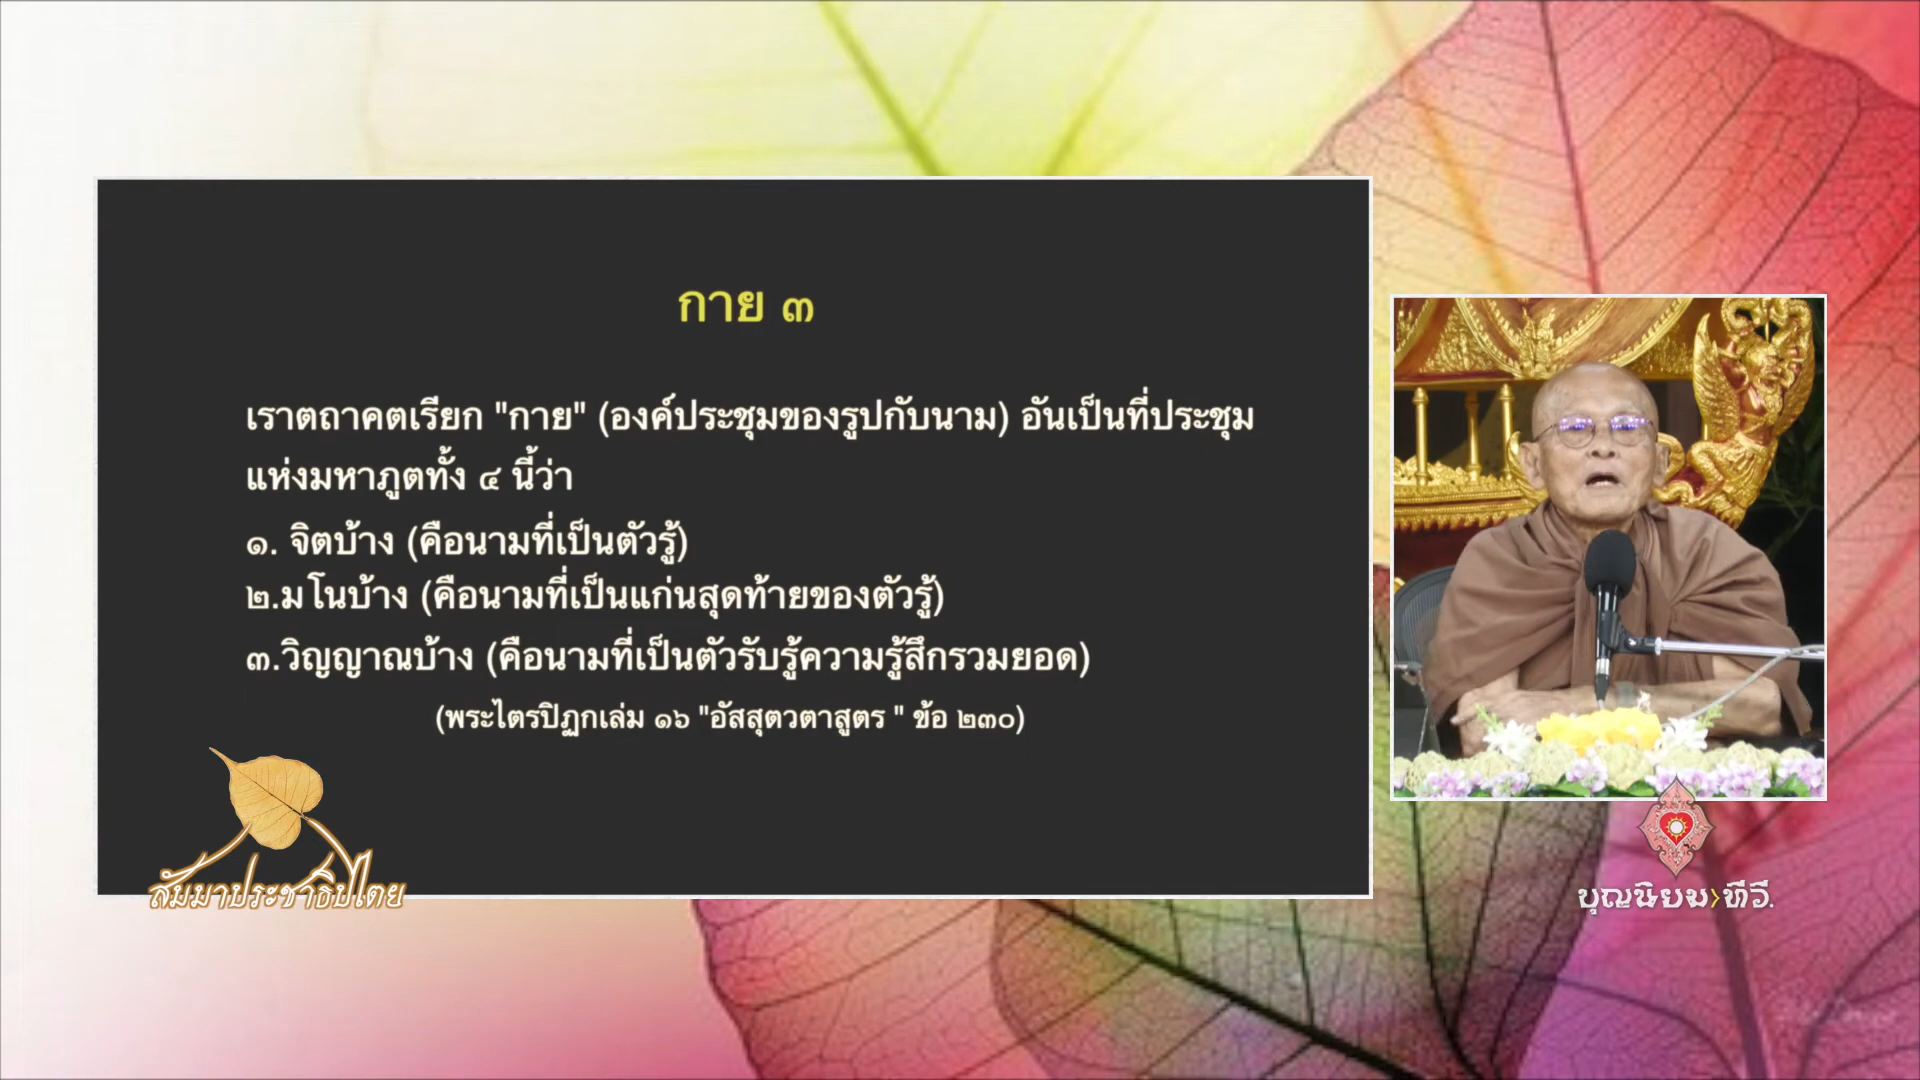 กาย ๓
เราตถาคตเรียก "กาย" (องค์ประชุมของรูปกับนาม) อันเป็นที่ประชุม
แห่งมหาภูตทั้ง ๔ นี้ว่า
๑. จิตบ้าง (คือนามที่เป็นตัวรู้)
๒.มโนบ้าง (คือนามที่เป็นแก่นสุดท้ายของตัวรู้)
๓.วิญญาณบ้าง (คือนามที่เป็นตัวรับรู้ความรู้สึกรวมยอด)
(พระไตรปิฏกเล่ม ๑๖ "อัสสุตวตาสูตร " ข้อ ๒๓๐)
สัมมาประชาธิปไตย
บุญนิยม>ทีวี.